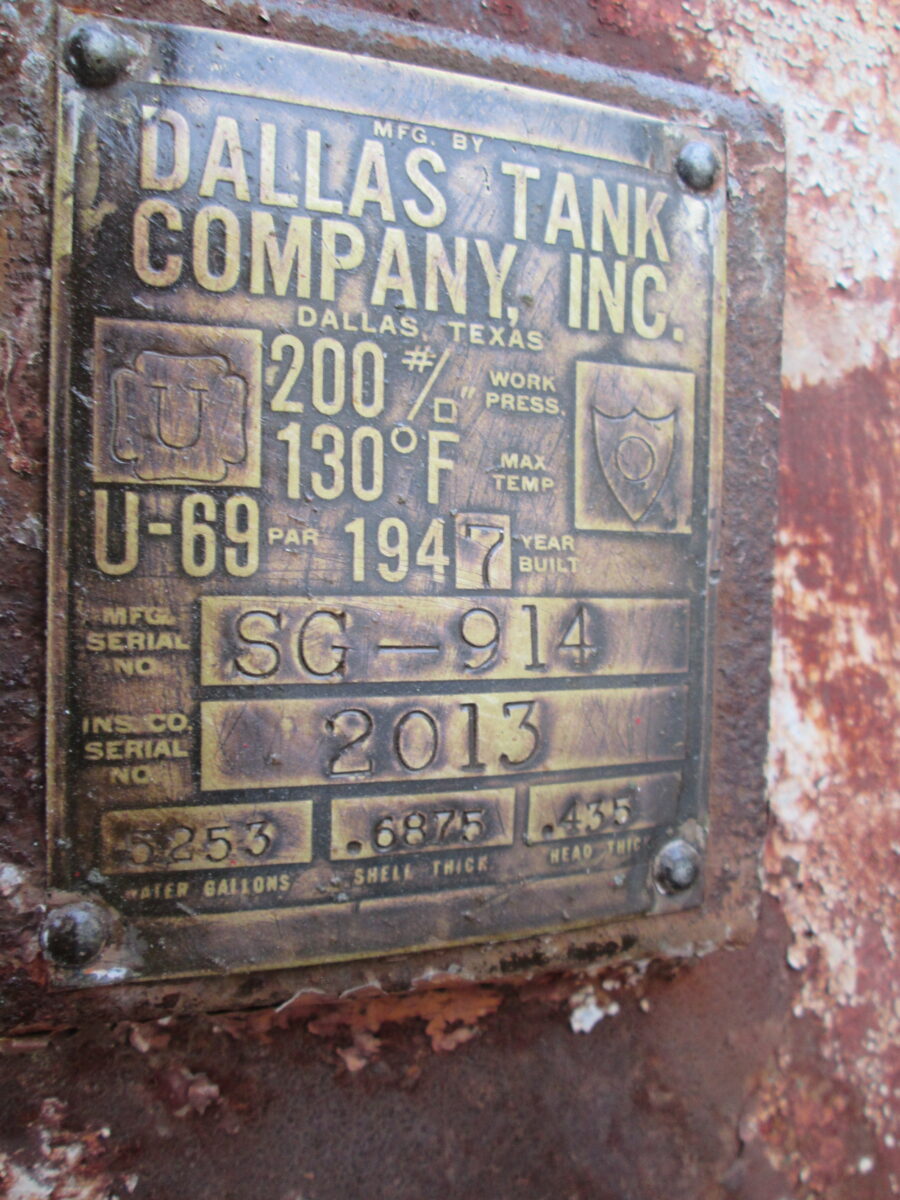 MFG. BY
DALLAS TANK
COMPANY, INC.
DALLAS, TEXAS
U
200 #/□" WORK PRESS.
130°F MAX TEMP
U-69 PAR 1947 YEAR BUILT
MFG. SERIAL NO. SG-914
INS. CO. SERIAL NO. 2013
5253 .6875 .435
WATER GALLONS SHELL THICK. HEAD THICK